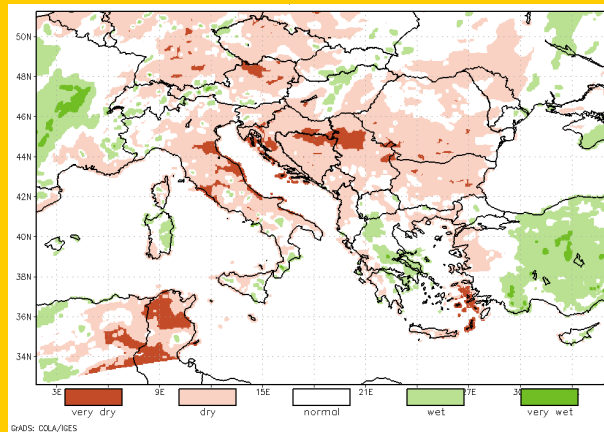 50N
48N
46N
44N
42N
40N
38N
36N
34N
3E 9E 15E 21E 27E
very dry dry normal wet very wet
GrADS: COLA/IGES